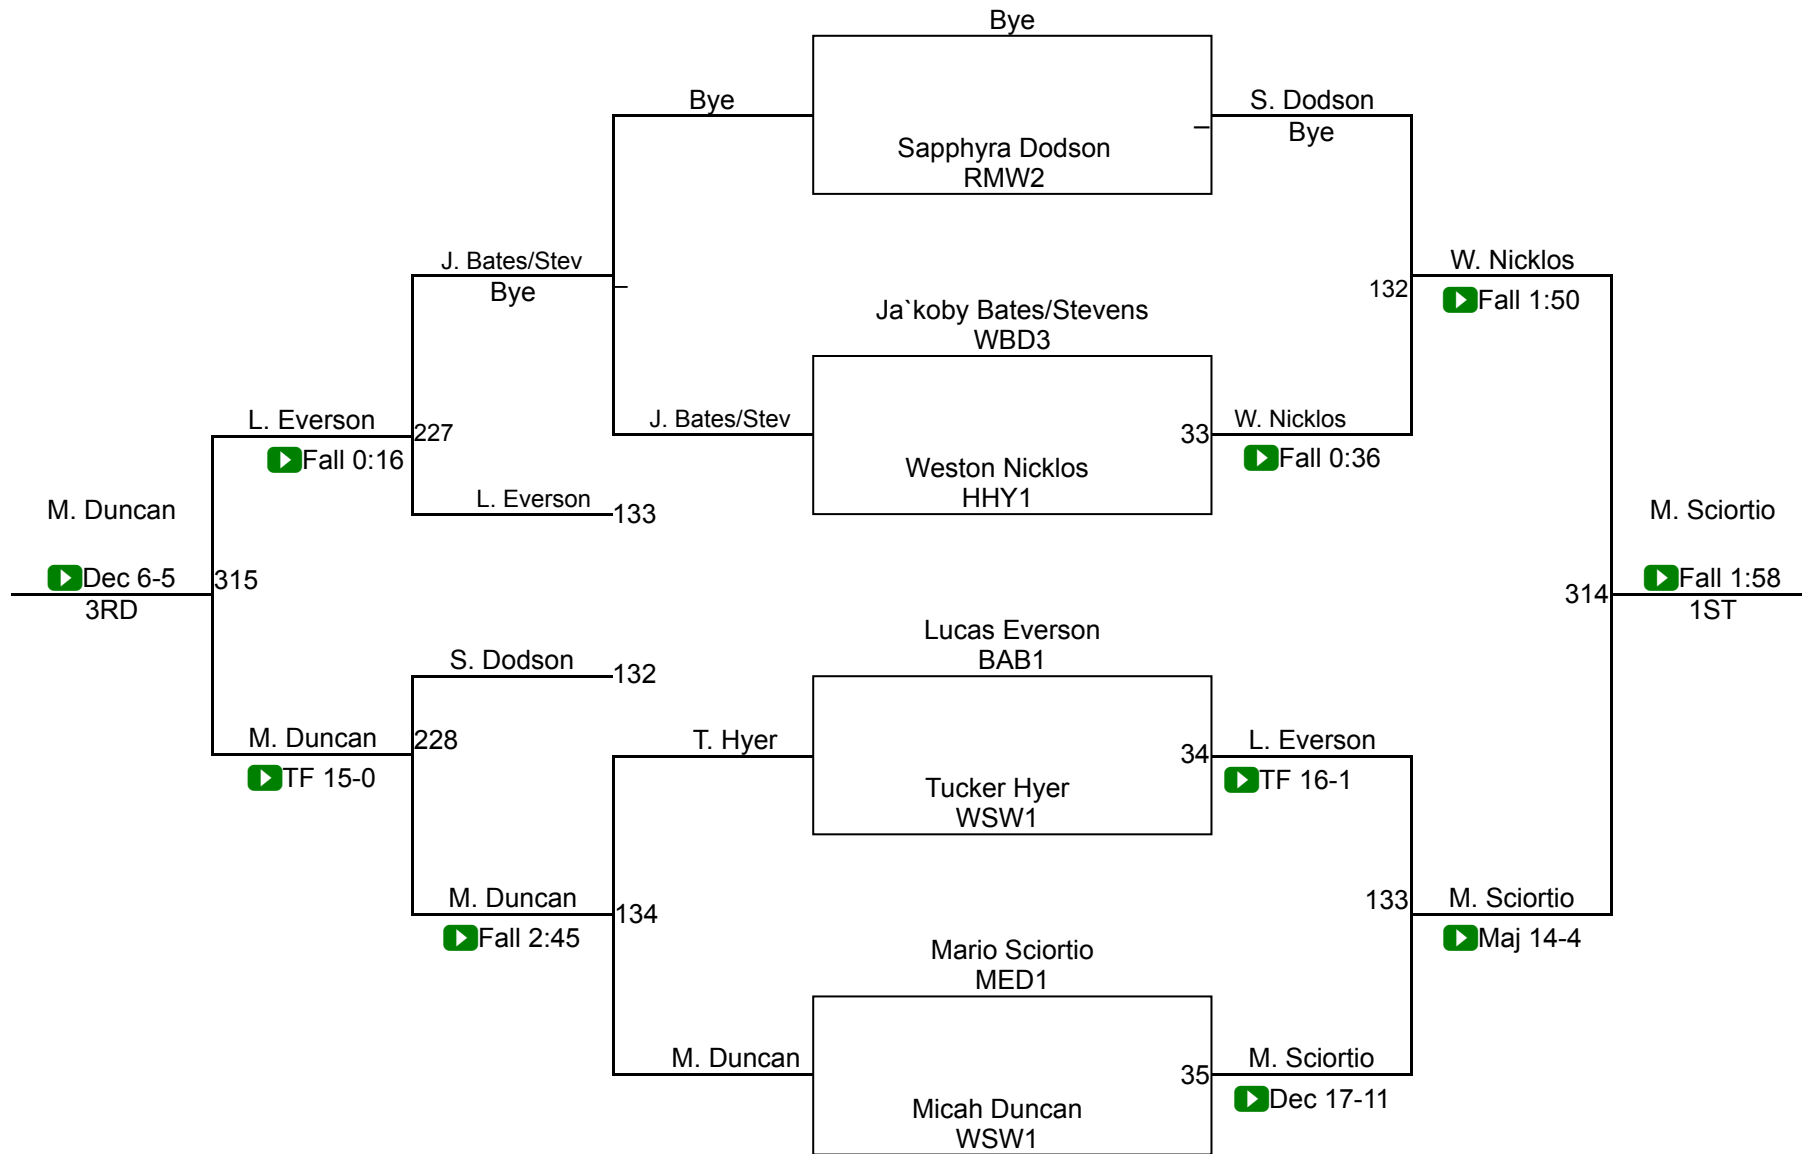 Bye
Bye
S. Dodson
Bye
Sapphyra Dodson
RMW2
J. Bates/Stev
Bye
W. Nicklos
132
Fall 1:50
Ja`koby Bates/Stevens
WBD3
L. Everson
227
Fall 0:16
J. Bates/Stev
33
W. Nicklos
Fall 0:36
Weston Nicklos
HHY1
L. Everson
133
M. Duncan
Dec 6-5
315
3RD
M. Sciortio
314
Fall 1:58
1ST
Lucas Everson
BAB1
S. Dodson
132
M. Duncan
228
TF 15-0
T. Hyer
34
L. Everson
TF 16-1
Tucker Hyer
WSW1
M. Duncan
134
Fall 2:45
133
M. Sciortio
Maj 14-4
Mario Sciortio
MED1
M. Duncan
35
M. Sciortio
Dec 17-11
Micah Duncan
WSW1